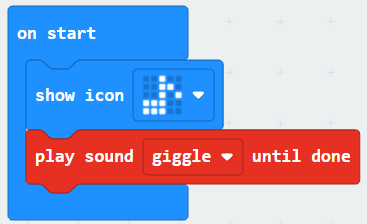 on start
show icon
play sound giggle until done